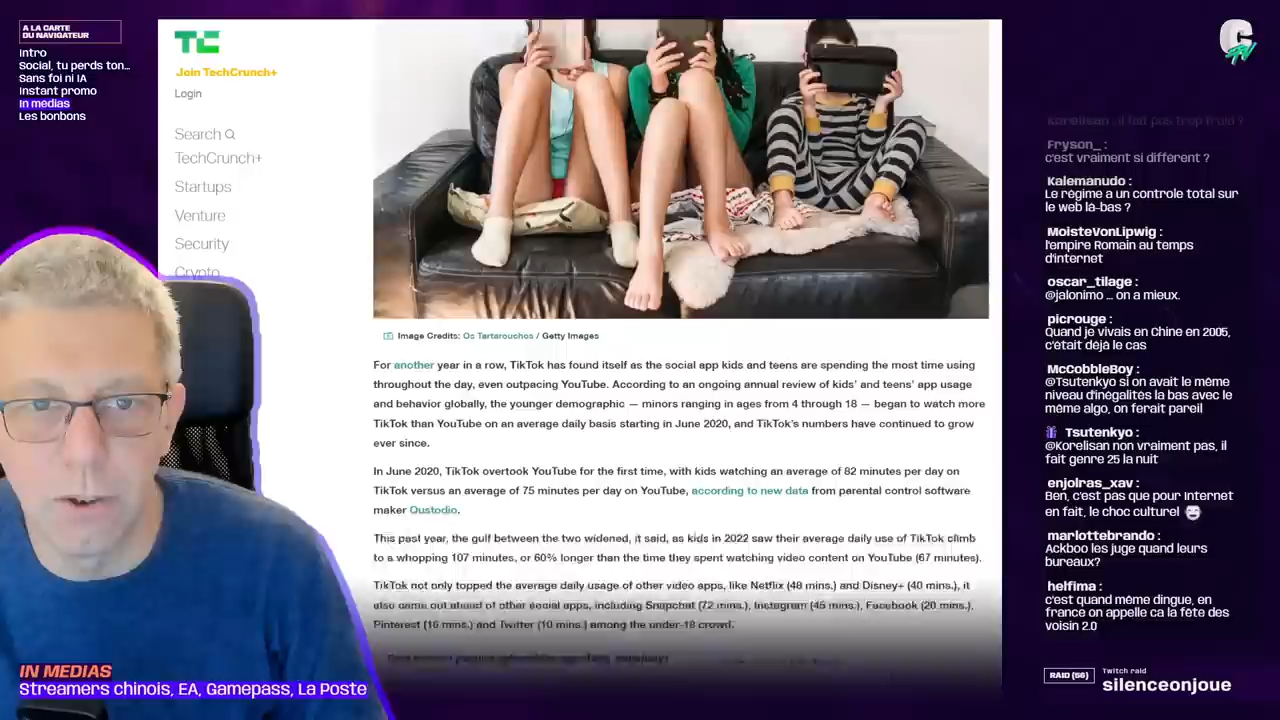 A LA CARTE
DU NAVIGATEUR
Intro
Social, tu perds ton...
Sans foi ni IA
Instant promo
In medias
Les bonbons
TC
Join TechCrunch+
Login
Search
TechCrunch+
Startups
Venture
Security
Crypto
Image Credits: Os Tartarouchos / Getty Images
For another year in a row, TikTok has found itself as the social app kids and teens are spending the most time using
throughout the day, even outpacing YouTube. According to an ongoing annual review of kids' and teens' app usage
and behavior globally, the younger demographic — minors ranging in ages from 4 through 18 — began to watch more
TikTok than YouTube on an average daily basis starting in June 2020, and TikTok's numbers have continued to grow
ever since.
In June 2020, TikTok overtook YouTube for the first time, with kids watching an average of 82 minutes per day on
TikTok versus an average of 75 minutes per day on YouTube, according to new data from parental control software
maker Qustodio.
This past year, the gulf between the two widened, it said, as kids in 2022 saw their average daily use of TikTok climb
to a whopping 107 minutes, or 60% longer than the time they spent watching video content on YouTube (67 minutes).
TikTok not only topped the average daily usage of other video apps, like Netflix (48 mins.) and Disney+ (40 mins.), it
also came out ahead of other social apps, including Snapchat (72 mins.), Instagram (45 mins.), Facebook (20 mins.),
Pinterest (16 mins.) and Twitter (10 mins.) among the under-18 crowd.
G TV
Korelisan : il fait pas trop froid ?
Fryson_ :
c'est vraiment si différent ?
Kalemanudo :
Le régime a un controle total sur
le web là-bas ?
MoisteVonLipwig :
l'empire Romain au temps
d'internet
oscar_tilage :
@jalonimo ... on a mieux.
picrouge :
Quand je vivais en Chine en 2005,
c'était déjà le cas
McCobbleBoy :
@Tsutenkyo si on avait le même
niveau d'inégalités la bas avec le
même algo, on ferait pareil
Tsutenkyo :
@Korelisan non vraiment pas, il
fait genre 25 la nuit
enjolras_xav :
Ben, c'est pas que pour Internet
en fait, le choc culturel
marlottebrando :
Ackboo les juge quand leurs
bureaux?
helfima :
c'est quand même dingue, en
france on appelle ca la fête des
voisin 2.0
IN MEDIAS
Streamers chinois, EA, Gamepass, La Poste
RAID (56)
Twitch raid
silenceonjoue